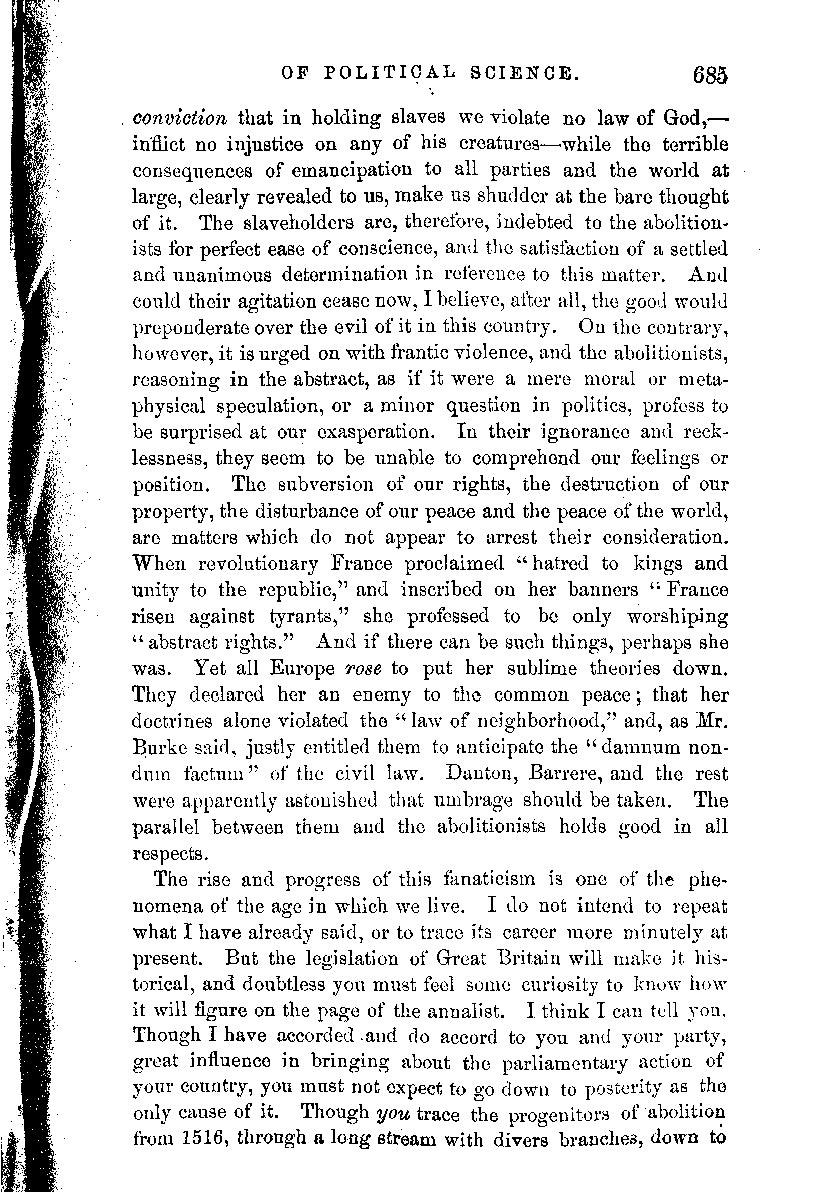 OF POLITICAL SCIENCE. 685
conviction that in holding slaves we violate no law of God,—
inflict no injustice on any of his creatures—while the terrible
consequences of emancipation to all parties and the world at
large, clearly revealed to us, make us shudder at the bare thought
of it. The slaveholders are, therefore, indebted to the abolition-
ists for perfect ease of conscience, and the satisfaction of a settled
and unanimous determination in reference to this matter. And
could their agitation cease now, I believe, after all, the good would
preponderate over the evil of it in this country. On the contrary,
however, it is urged on with frantic violence, and the abolitionists,
reasoning in the abstract, as if it were a mere moral or meta-
physical speculation, or a minor question in politics, profess to
be surprised at our exasperation. In their ignorance and reck-
lessness, they seem to be unable to comprehend our feelings or
position. The subversion of our rights, the destruction of our
property, the disturbance of our peace and the peace of the world,
are matters which do not appear to arrest their consideration.
When revolutionary France proclaimed "hatred to kings and
unity to the republic," and inscribed on her banners "France
risen against tyrants," she professed to be only worshiping
"abstract rights." And if there can be such things, perhaps she
was. Yet all Europe rose to put her sublime theories down.
They declared her an enemy to the common peace; that her
doctrines alone violated the "law of neighborhood," and, as Mr.
Burke said, justly entitled them to anticipate the "damnum non-
dum factum" of the civil law. Danton, Barrere, and the rest
were apparently astonished that umbrage should be taken. The
parallel between them and the abolitionists holds good in all
respects.
The rise and progress of this fanaticism is one of the phe-
nomena of the age in which we live. I do not intend to repeat
what I have already said, or to trace its career more minutely at
present. But the legislation of Great Britain will make it his-
torical, and doubtless you must feel some curiosity to know how
it will figure on the page of the annalist. I think I can tell you.
Though I have accorded and do accord to you and your party,
great influence in bringing about the parliamentary action of
your country, you must not expect to go down to posterity as the
only cause of it. Though you trace the progenitors of abolition
from 1516, through a long stream with divers branches, down to